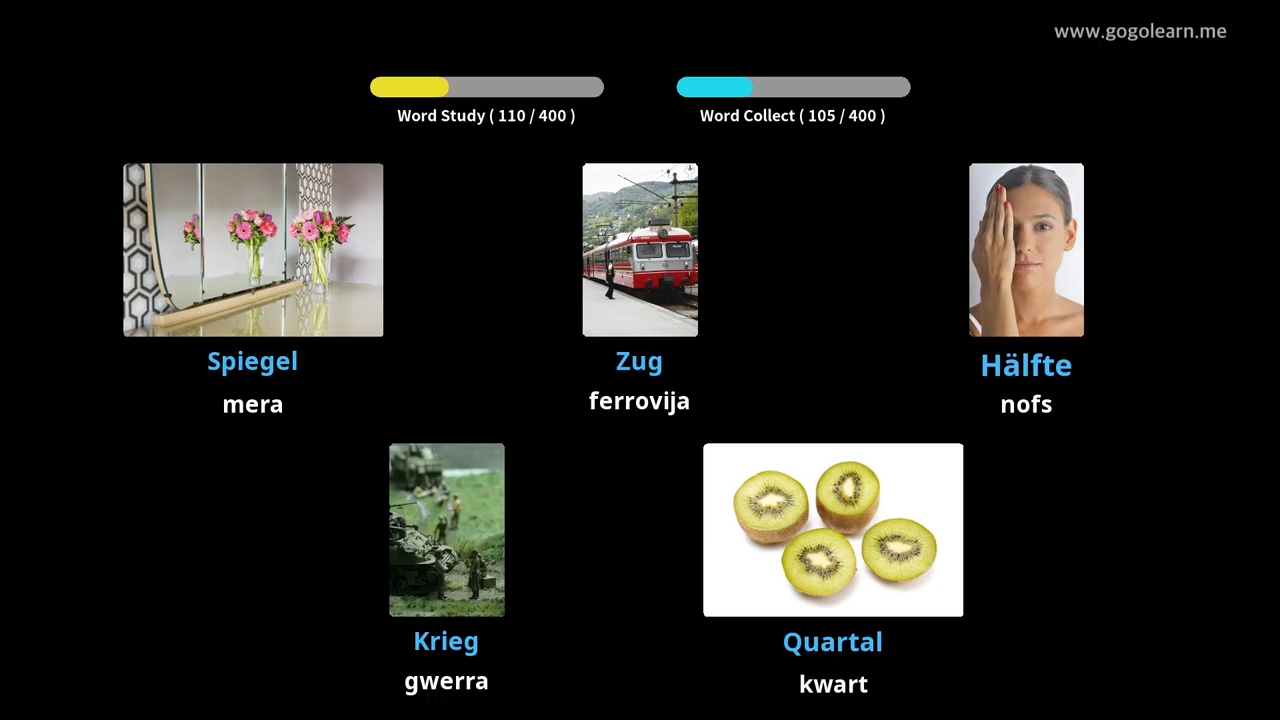 www.gogolearn.me
Word Study ( 110 / 400 )
Word Collect ( 105 / 400 )
Spiegel
mera
Zug
ferrovija
Hälfte
nofs
Krieg
gwerra
Quartal
kwart